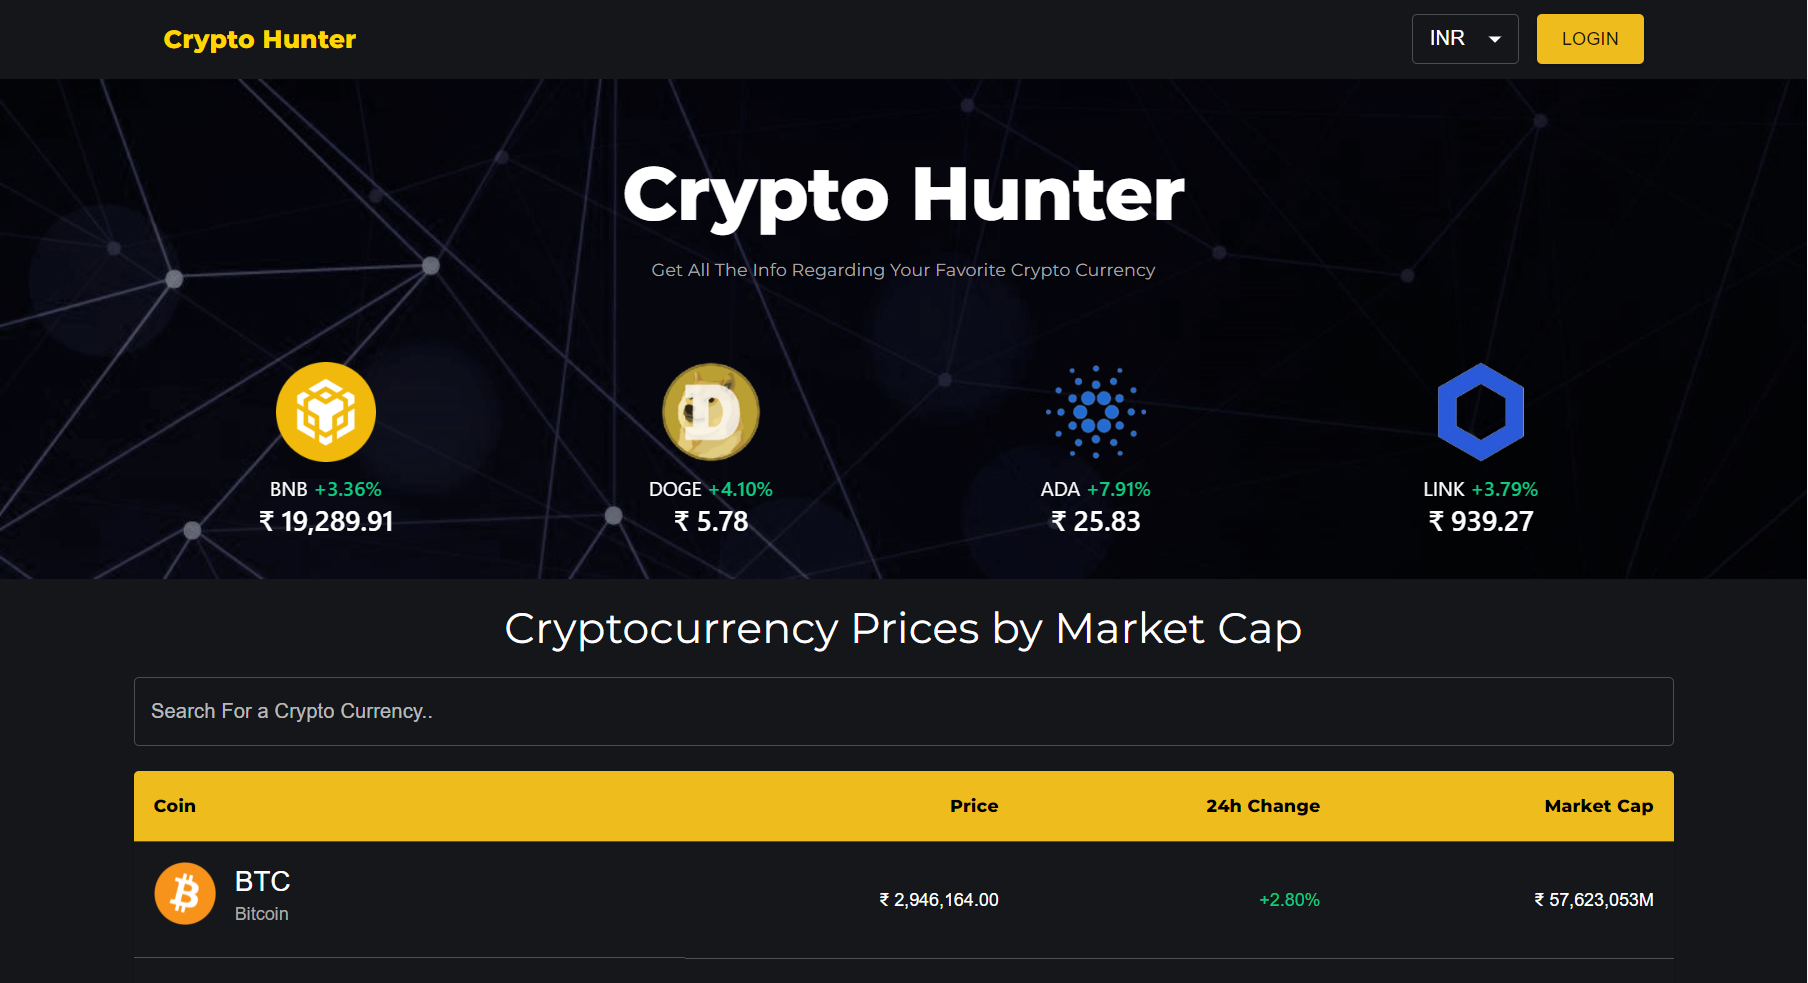 Crypto Hunter
INR
LOGIN
Crypto Hunter
Get All The Info Regarding Your Favorite Crypto Currency
BNB +3.36%
₹ 19,289.91
DOGE +4.10%
₹ 5.78
ADA +7.91%
₹ 25.83
LINK +3.79%
₹ 939.27
Cryptocurrency Prices by Market Cap
Search For a Crypto Currency..
Coin Price 24h Change Market Cap
BTC
Bitcoin
₹ 2,946,164.00 +2.80% ₹ 57,623,053M